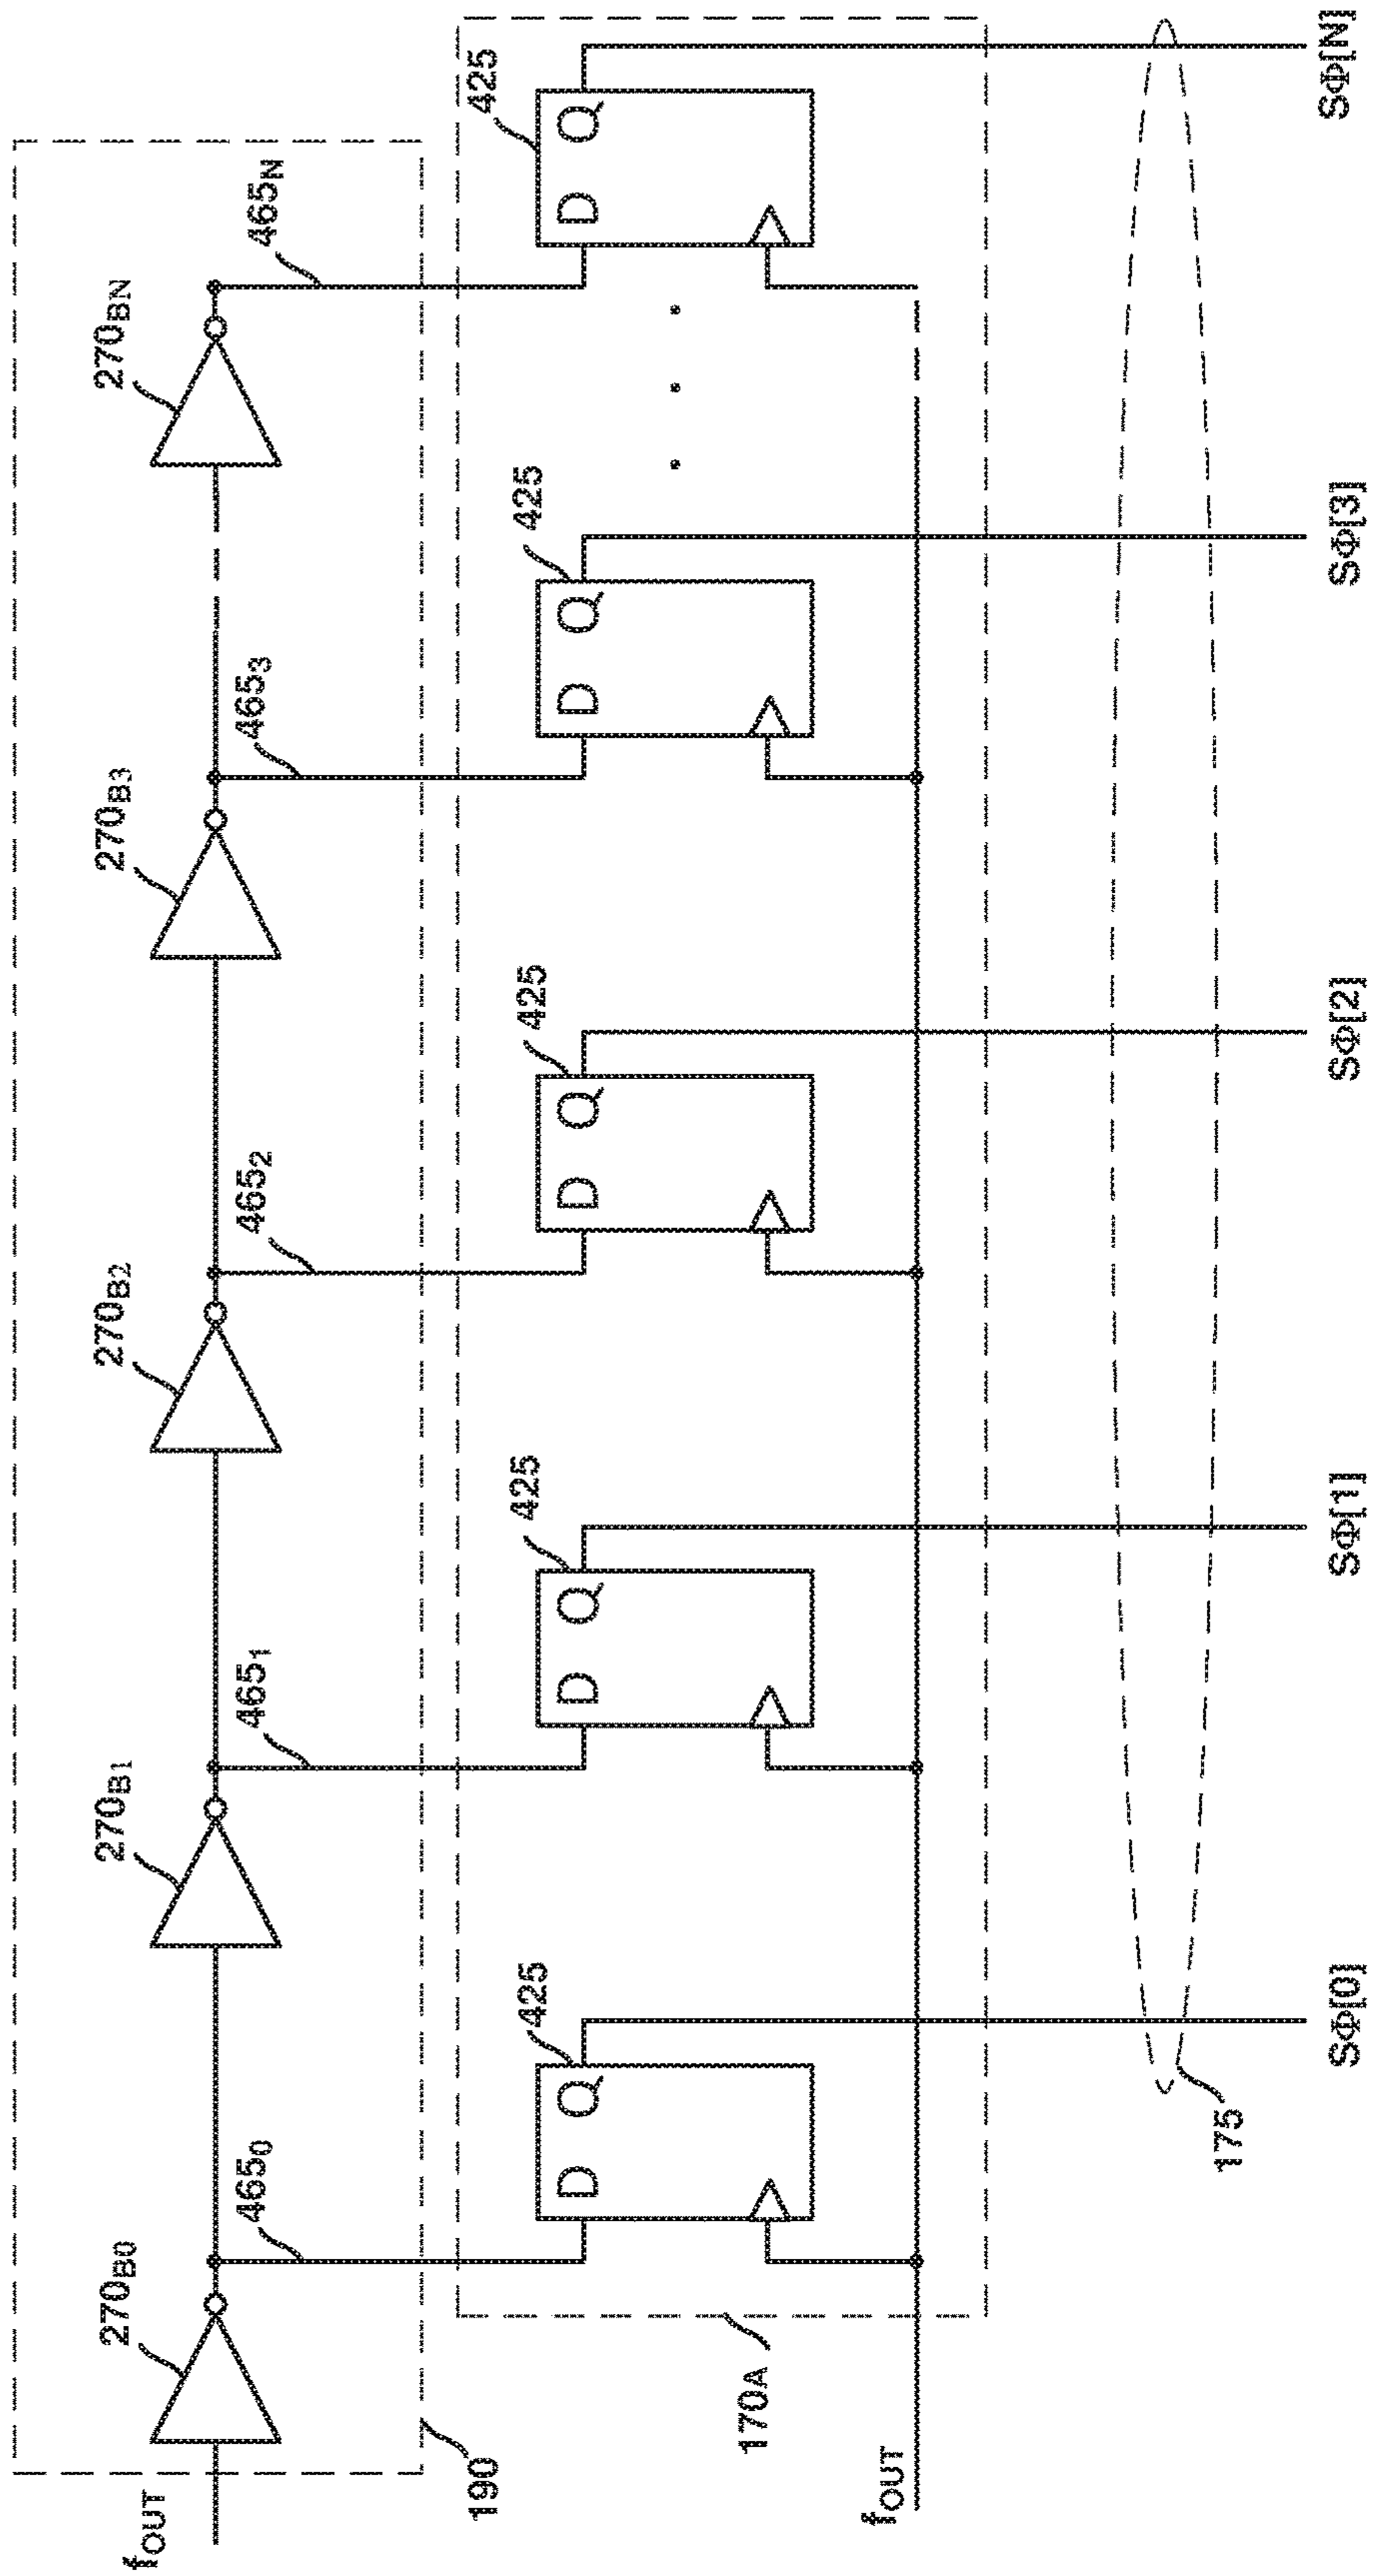 270B0
270B1
270B2
270B3
270BN
fOUT
190
4650
4651
4652
4653
465N
425
425
425
425
425
D Q
D Q
D Q
D Q
D Q
. . .
170A
fOUT
175
SΦ[0]
SΦ[1]
SΦ[2]
SΦ[3]
SΦ[N]